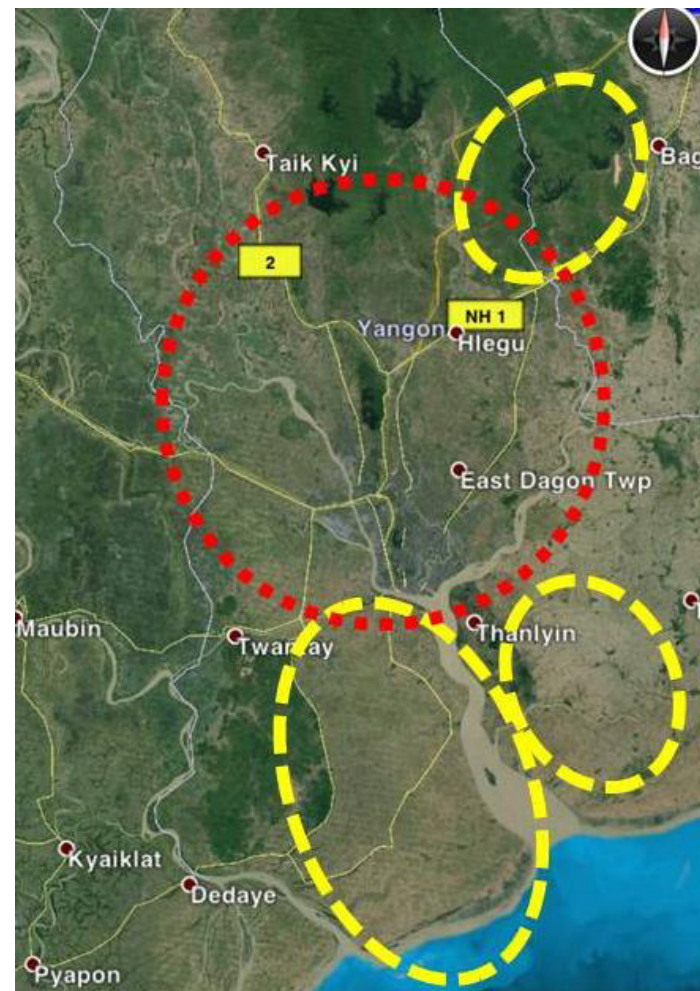 Taik Kyi
Bag
2
NH 1
Yangon
Hlegu
East Dagon Twp
Maubin
Thanlyin
Twantay
Kyaiklat
Dedaye
Pyapon